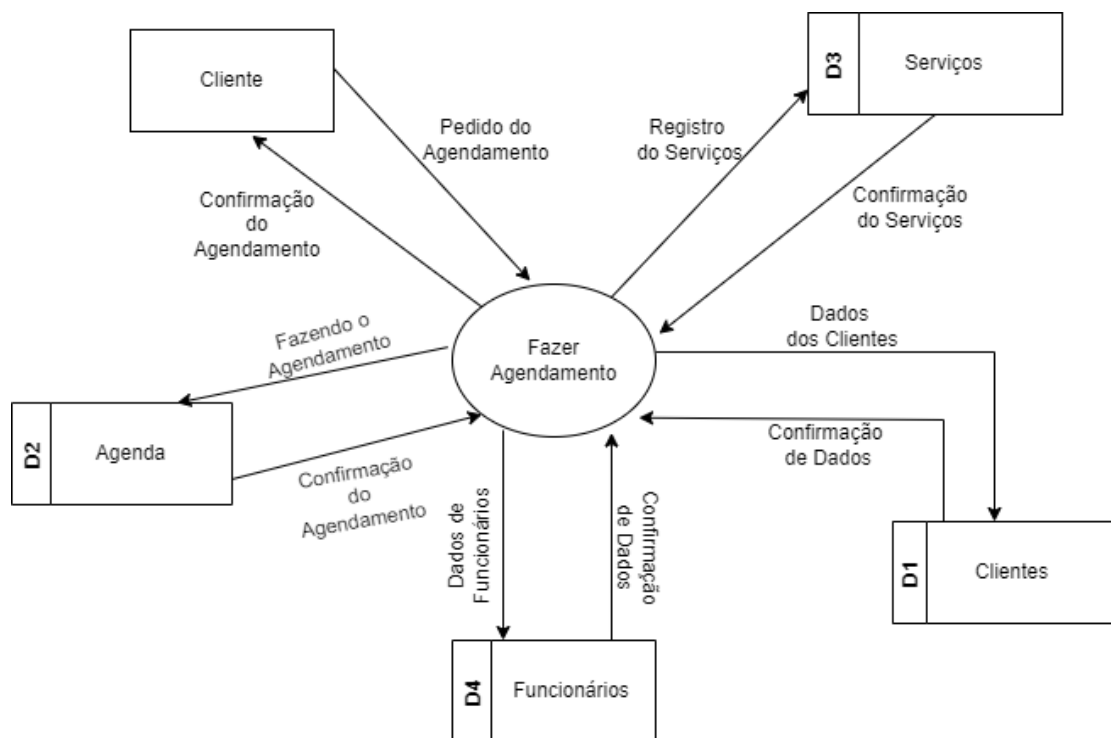 Cliente
D3
Serviços
Pedido do
Agendamento
Registro
do Serviços
Confirmação
do
Agendamento
Confirmação
do Serviços
Fazendo o
Agendamento
Fazer
Agendamento
Dados
dos Clientes
D2
Agenda
Confirmação
do
Agendamento
Confirmação
de Dados
Dados de
Funcionários
Confirmação
de Dados
D1
Clientes
D4
Funcionários